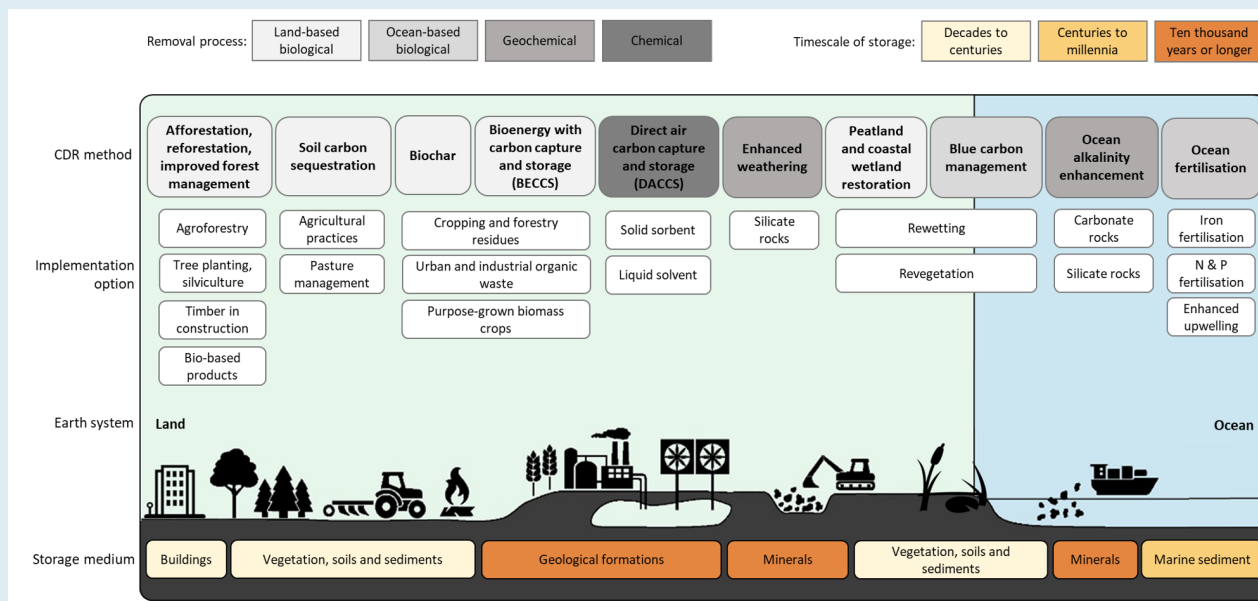 Removal process:
Land-based
biological
Ocean-based
biological
Geochemical
Chemical
Timescale of storage:
Decades to
centuries
Centuries to
millennia
Ten thousand
years or longer
CDR method
Afforestation,
reforestation,
improved forest
management
Soil carbon
sequestration
Biochar
Bioenergy with
carbon capture
and storage
(BECCS)
Direct air
carbon capture
and storage
(DACCS)
Enhanced
weathering
Peatland
and coastal
wetland
restoration
Blue carbon
management
Ocean
alkalinity
enhancement
Ocean
fertilisation
Implementation
option
Agroforestry
Tree planting,
silviculture
Timber in
construction
Bio-based
products
Agricultural
practices
Pasture
management
Cropping and forestry
residues
Urban and industrial organic
waste
Purpose-grown biomass
crops
Solid sorbent
Liquid solvent
Silicate
rocks
Rewetting
Revegetation
Carbonate
rocks
Silicate rocks
Iron
fertilisation
N & P
fertilisation
Enhanced
upwelling
Earth system
Land
Ocean
Storage medium
Buildings
Vegetation, soils and sediments
Geological formations
Minerals
Vegetation, soils and
sediments
Minerals
Marine sediment